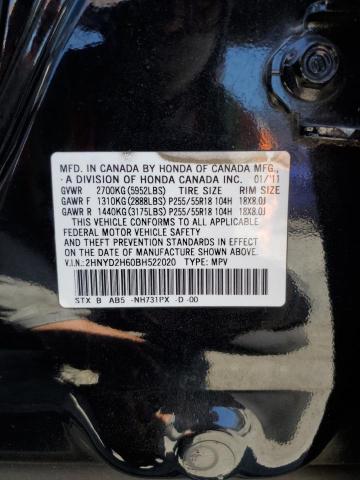 MFD. IN CANADA BY HONDA OF CANADA MFG.,
A DIVISION OF HONDA CANADA INC. 01/'11
GVWR 2700KG(5952LBS) TIRE SIZE RIM SIZE
GAWR F 1310KG(2888LBS) P255/55R18 104H 18X8.0J
GAWR R 1440KG(3175LBS) P255/55R18 104H 18X8.0J
THIS VEHICLE CONFORMS TO ALL APPLICABLE
FEDERAL MOTOR VEHICLE SAFETY
STANDARDS IN EFFECT ON THE
DATE OF MANUFACTURE SHOWN ABOVE.
V.I.N.:2HNYD2H60BH522020 TYPE: MPV
STX B AB5 -NH731PX -D-00